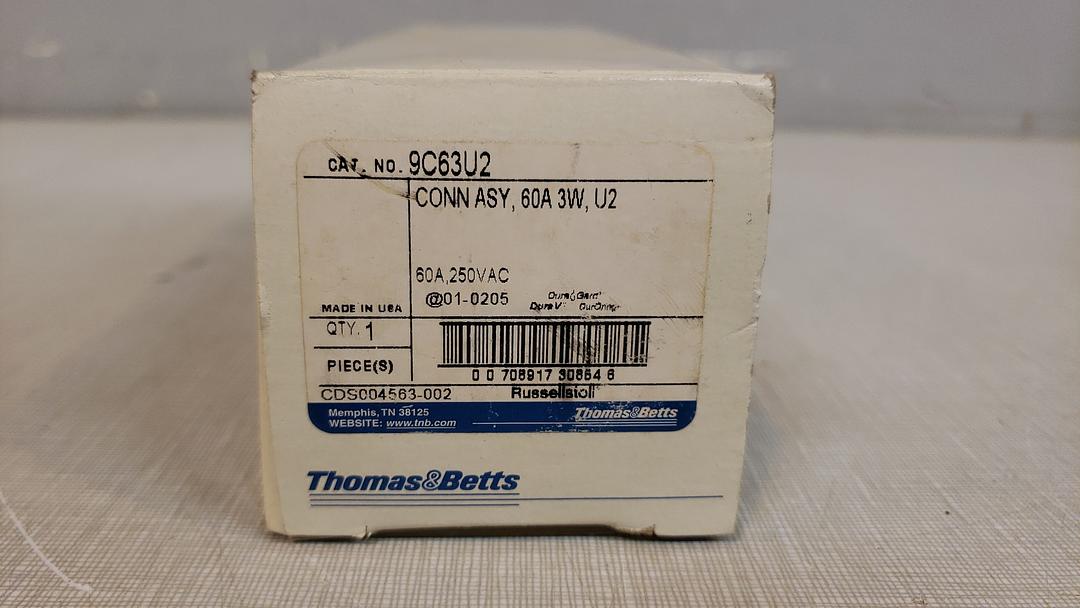 CAT. NO. 9C63U2
CONN ASY, 60A 3W, U2
60A,250VAC
@01-0205
MADE IN USA
QTY. 1
PIECE(S)
0 0 706917 30854 6
CDS004563-002 Russellstoll
Memphis, TN 38125
WEBSITE: www.tnb.com
Thomas&Betts
Thomas&Betts